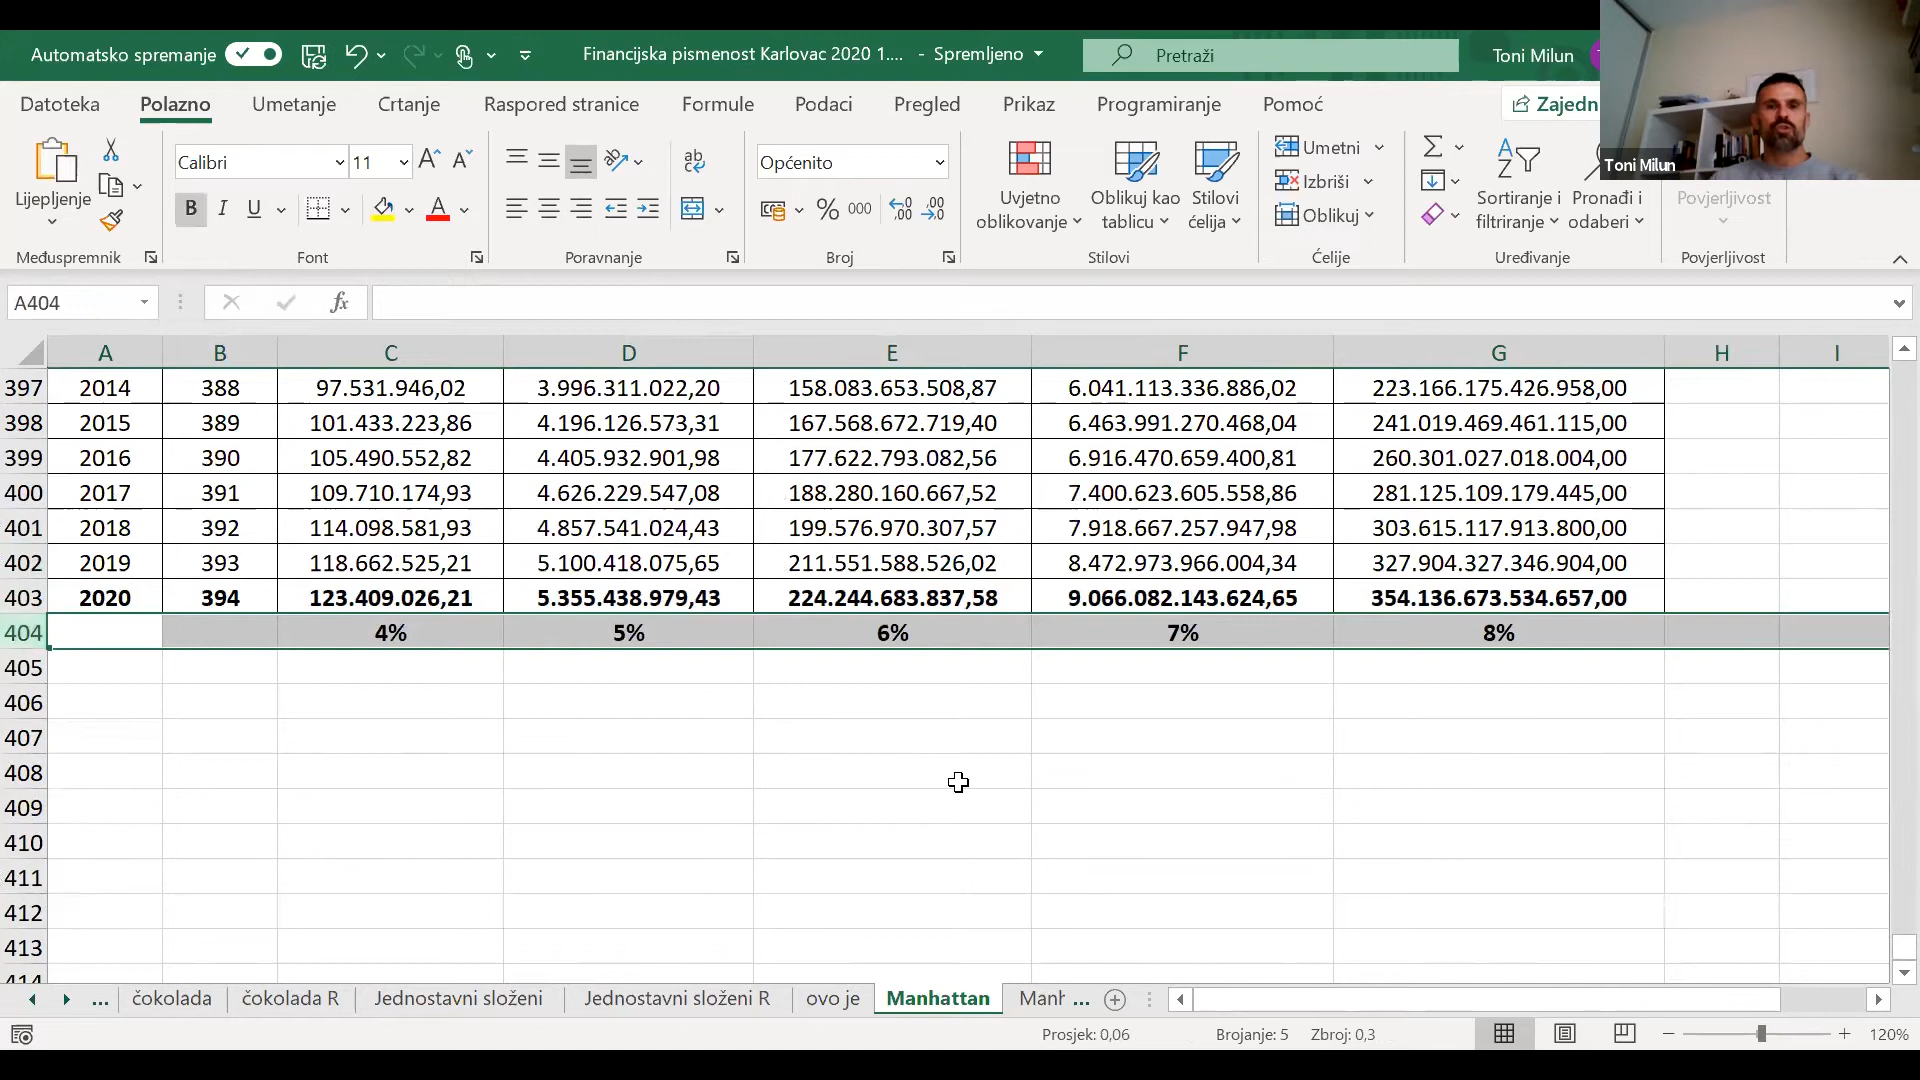 Automatsko spremanje
Financijska pismenost Karlovac 2020 1.... - Spremljeno
Pretraži
Toni Milun
Datoteka Polazno Umetanje Crtanje Raspored stranice Formule Podaci Pregled Prikaz Programiranje Pomoć
Zajedn
Toni Milun
Lijepljenje
Calibri 11
ab
Općenito
% 000
Uvjetno oblikovanje
Oblikuj kao tablicu
Stilovi ćelija
Umetni
Izbriši
Oblikuj
Sortiranje i filtriranje
Pronađi i odaberi
Povjerljivost
B I U
Međuspremnik Font Poravnanje Broj Stilovi Ćelije Uređivanje Povjerljivost
A404 fx
A B C D E F G H I
397 2014 388 97.531.946,02 3.996.311.022,20 158.083.653.508,87 6.041.113.336.886,02 223.166.175.426.958,00
398 2015 389 101.433.223,86 4.196.126.573,31 167.568.672.719,40 6.463.991.270.468,04 241.019.469.461.115,00
399 2016 390 105.490.552,82 4.405.932.901,98 177.622.793.082,56 6.916.470.659.400,81 260.301.027.018.004,00
400 2017 391 109.710.174,93 4.626.229.547,08 188.280.160.667,52 7.400.623.605.558,86 281.125.109.179.445,00
401 2018 392 114.098.581,93 4.857.541.024,43 199.576.970.307,57 7.918.667.257.947,98 303.615.117.913.800,00
402 2019 393 118.662.525,21 5.100.418.075,65 211.551.588.526,02 8.472.973.966.004,34 327.904.327.346.904,00
403 2020 394 123.409.026,21 5.355.438.979,43 224.244.683.837,58 9.066.082.143.624,65 354.136.673.534.657,00
404 4% 5% 6% 7% 8%
405
406
407
408
409
410
411
412
413
414
... čokolada čokolada R Jednostavni složeni Jednostavni složeni R ovo je Manhattan Manh ...
Prosjek: 0,06 Brojanje: 5 Zbroj: 0,3 120%